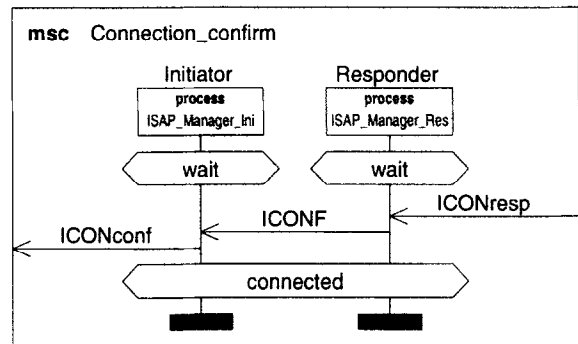 msc Connection_confirm
Initiator Responder
process process
ISAP_Manager_Ini ISAP_Manager_Res
wait wait
ICONresp
ICONF
ICONconf
connected